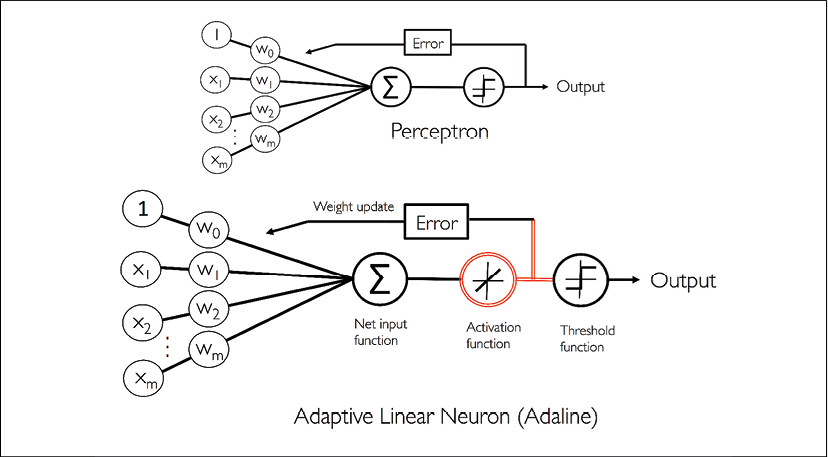 1
w0
Error
x1
w1
Σ
Output
x2
w2
Perceptron
wm
xm
1
Weight update
w0
Error
x1
w1
Σ
Output
x2
w2
Net input
function
Activation
function
Threshold
function
wm
xm
Adaptive Linear Neuron (Adaline)